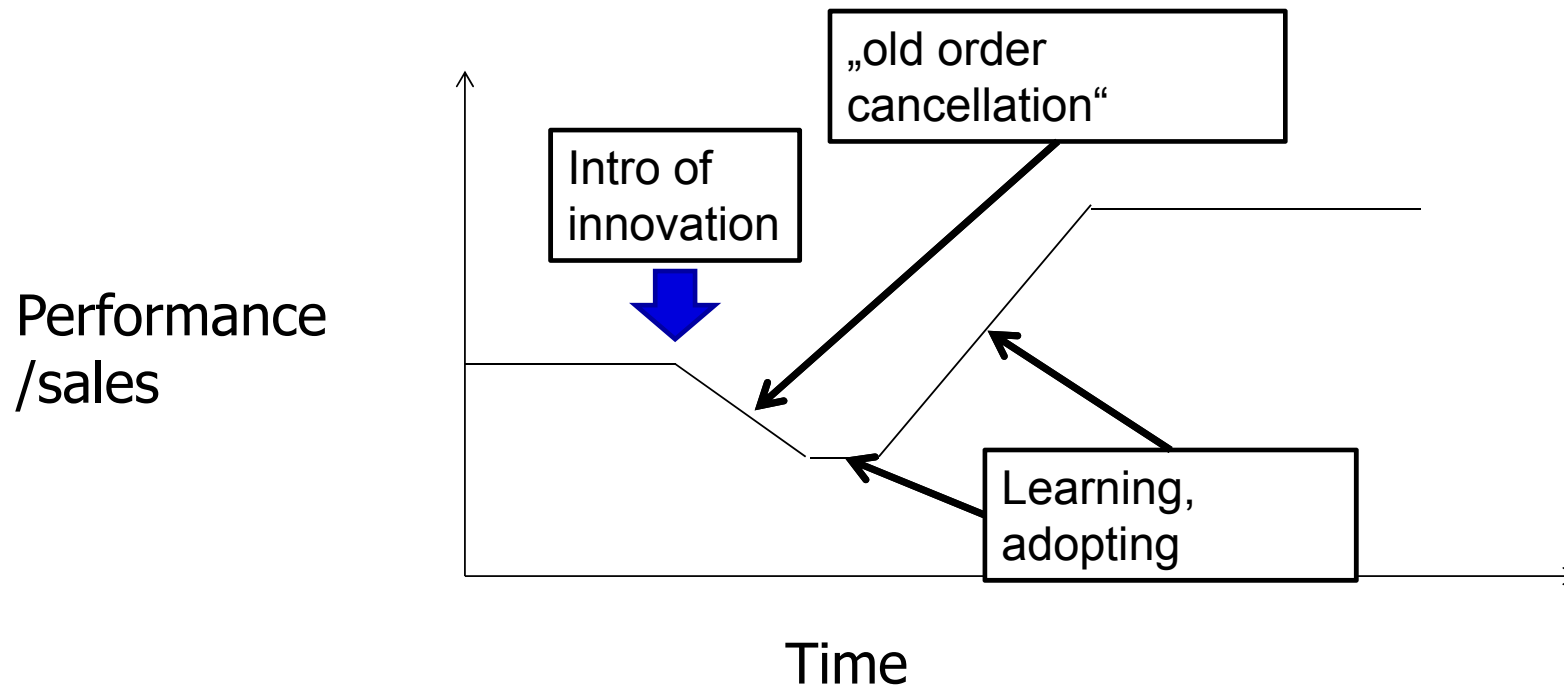 „old order
cancellation“
Intro of
innovation
Performance
/sales
Learning,
adopting
Time